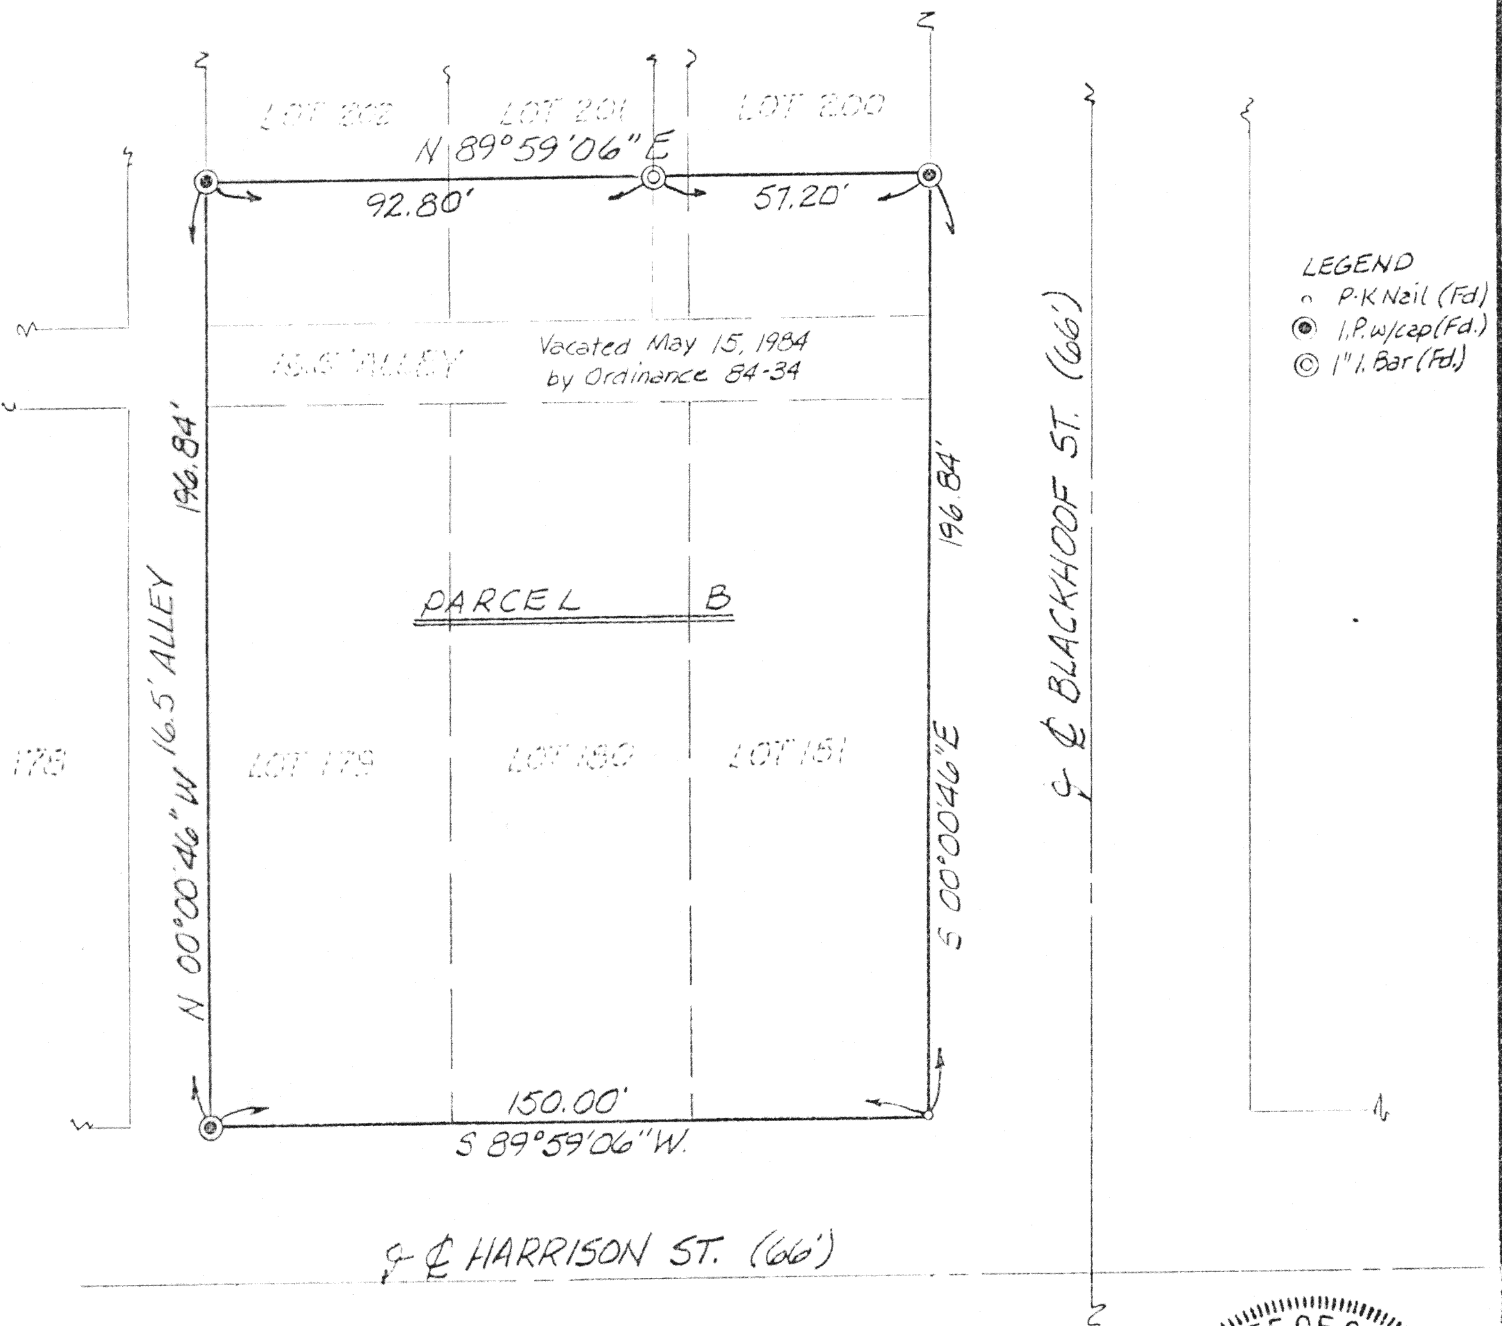 LOT 202
LOT 201
LOT 200
N 89°59'06" E
92.80'
57.20'
LEGEND
P.K Nail (Fd)
I.P. w/cap (Fd.)
1" I. Bar (Fd.)
16.5' ALLEY
Vacated May 15, 1984
by Ordinance 84-34
196.84'
196.84'
PARCEL B
16.5' ALLEY
℄ BLACKHOOF ST. (66')
178
LOT 179
LOT 180
LOT 181
N 00°00'46" W
S 00°00'46" E
150.00'
S 89°59'06" W.
℄ HARRISON ST. (66')